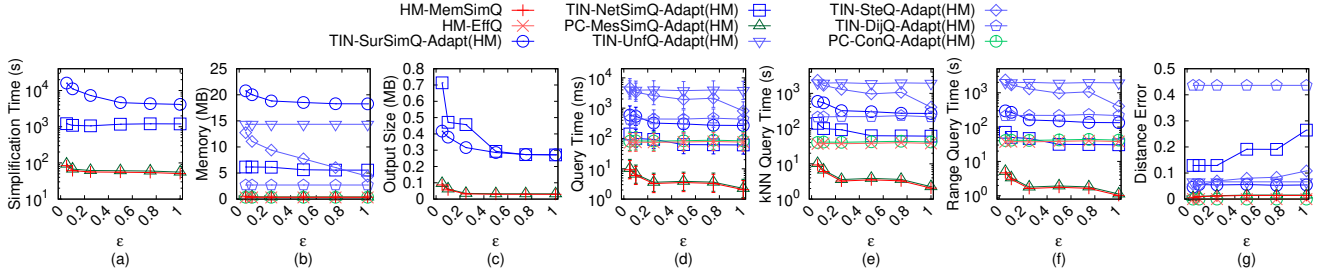 HM-MemSimQ
HM-EffQ
TIN-SurSimQ-Adapt(HM)
TIN-NetSimQ-Adapt(HM)
PC-MesSimQ-Adapt(HM)
TIN-UnfQ-Adapt(HM)
TIN-SteQ-Adapt(HM)
TIN-DijQ-Adapt(HM)
PC-ConQ-Adapt(HM)
Simplification Time (s)
10^4
10^3
10^2
10^1
0 0.2 0.4 0.6 0.8 1
ε
(a)
Memory (MB)
25
20
15
10
5
0
0 0.2 0.4 0.6 0.8 1
ε
(b)
Output Size (MB)
0.8
0.7
0.6
0.5
0.4
0.3
0.2
0.1
0
0 0.2 0.4 0.6 0.8 1
ε
(c)
Query Time (ms)
10^4
10^3
10^2
10^1
10^0
0 0.2 0.4 0.6 0.8 1
ε
(d)
kNN Query Time (s)
10^3
10^2
10^1
10^0
0 0.2 0.4 0.6 0.8 1
ε
(e)
Range Query Time (s)
10^3
10^2
10^1
10^0
0 0.2 0.4 0.6 0.8 1
ε
(f)
Distance Error
0.5
0.4
0.3
0.2
0.1
0
0 0.2 0.4 0.6 0.8 1
ε
(g)